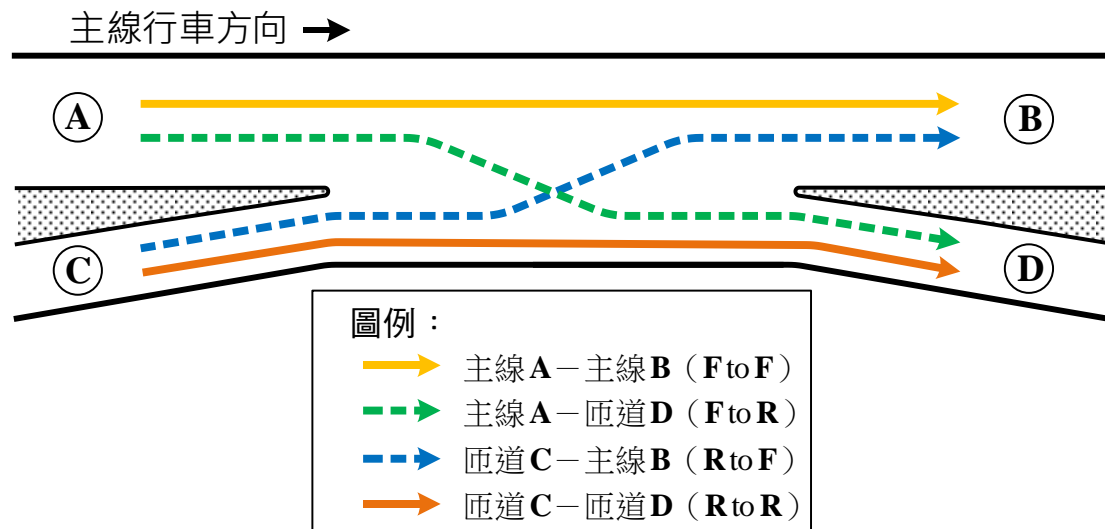 主線行車方向
A
B
C
D
圖例：
主線A－主線B（F to F）
主線A－匝道D（F to R）
匝道C－主線B（R to F）
匝道C－匝道D（R to R）